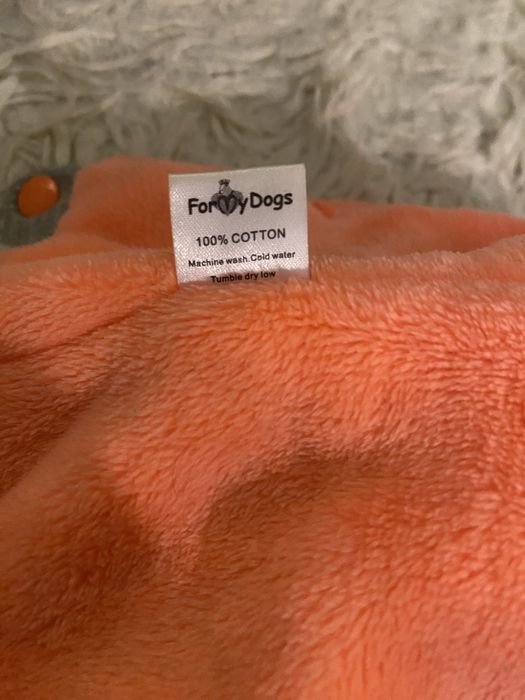 ForMyDogs
100% COTTON
Machine wash.Cold water
Tumble dry low